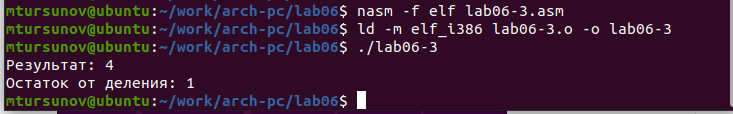 mtursunov@ubuntu:~/work/arch-pc/lab06$ nasm -f elf lab06-3.asm
mtursunov@ubuntu:~/work/arch-pc/lab06$ ld -m elf_i386 lab06-3.o -o lab06-3
mtursunov@ubuntu:~/work/arch-pc/lab06$ ./lab06-3
Результат: 4
Остаток от деления: 1
mtursunov@ubuntu:~/work/arch-pc/lab06$